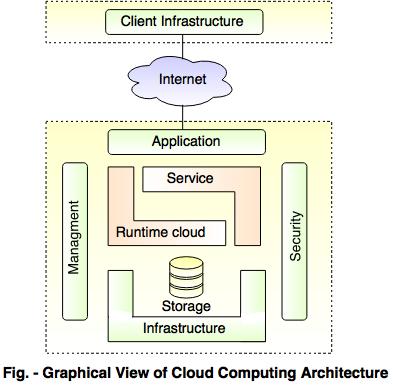 Client Infrastructure
Internet
Application
Managment
Service
Runtime cloud
Security
Storage
Infrastructure
Fig. - Graphical View of Cloud Computing Architecture